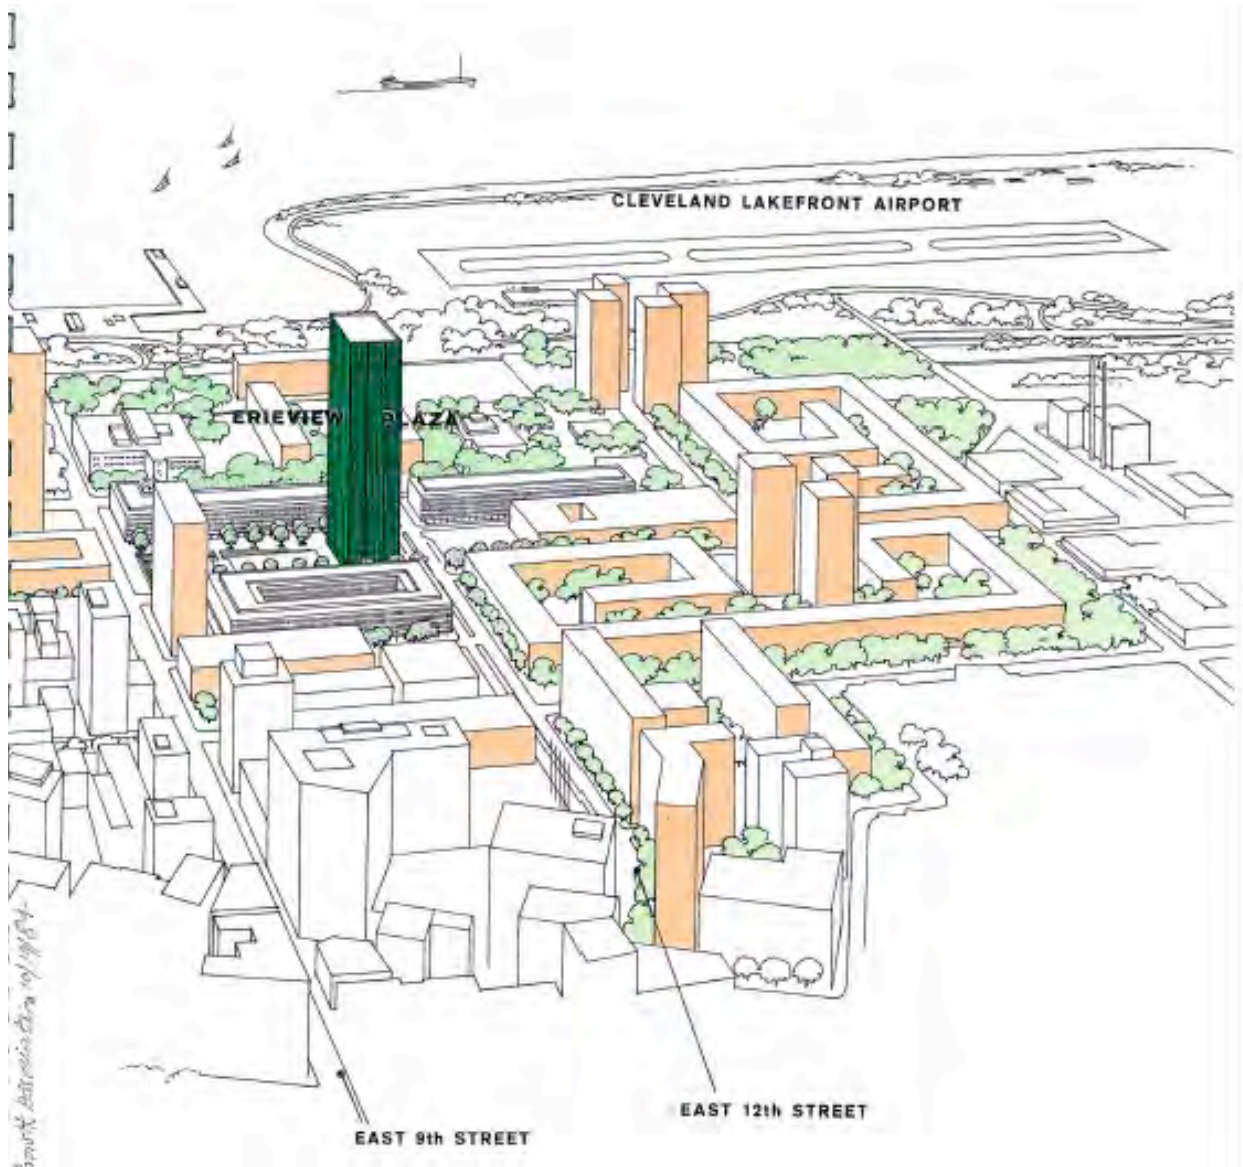 CLEVELAND LAKEFRONT AIRPORT
ERIEVIEW PLAZA
EAST 12th STREET
EAST 9th STREET